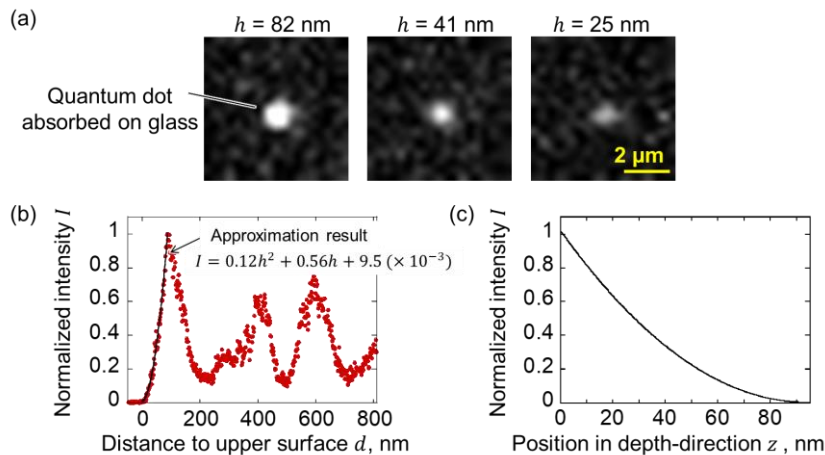 (a)
h = 82 nm
h = 41 nm
h = 25 nm
Quantum dot
absorbed on glass
2 μm
(b)
Normalized intensity I
1
0.8
0.6
0.4
0.2
0
Approximation result
I = 0.12h² + 0.56h + 9.5 (× 10⁻³)
0
200
400
600
800
Distance to upper surface d, nm
(c)
Normalized intensity I
1
0.8
0.6
0.4
0.2
0
0
20
40
60
80
Position in depth-direction z , nm